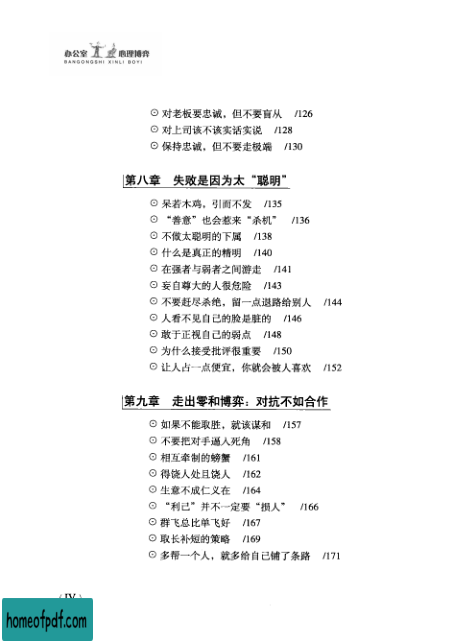 办公室 心理博弈
BANGONGSHI XINLI BOYI
⊙ 对老板要忠诚，但不要盲从 /126
⊙ 对上司该不该实话实说 /128
⊙ 保持忠诚，但不要走极端 /130
第八章 失败是因为太“聪明”
⊙ 呆若木鸡，引而不发 /135
⊙ “善意”也会惹来“杀机” /136
⊙ 不做太聪明的下属 /138
⊙ 什么是真正的精明 /140
⊙ 在强者与弱者之间游走 /141
⊙ 妄自尊大的人很危险 /143
⊙ 不要赶尽杀绝，留一点退路给别人 /144
⊙ 人看不见自己的脸是脏的 /146
⊙ 敢于正视自己的弱点 /148
⊙ 为什么接受批评很重要 /150
⊙ 让人占一点便宜，你就会被人喜欢 /152
第九章 走出零和博弈：对抗不如合作
⊙ 如果不能取胜，就该谋和 /157
⊙ 不要把对手逼入死角 /158
⊙ 相互牵制的螃蟹 /161
⊙ 得饶人处且饶人 /162
⊙ 生意不成仁义在 /164
⊙ “利己”并不一定要“损人” /166
⊙ 群飞总比单飞好 /167
⊙ 取长补短的策略 /169
⊙ 多帮一个人，就多给自己铺了条路 /171
IV
homeofpdf.com